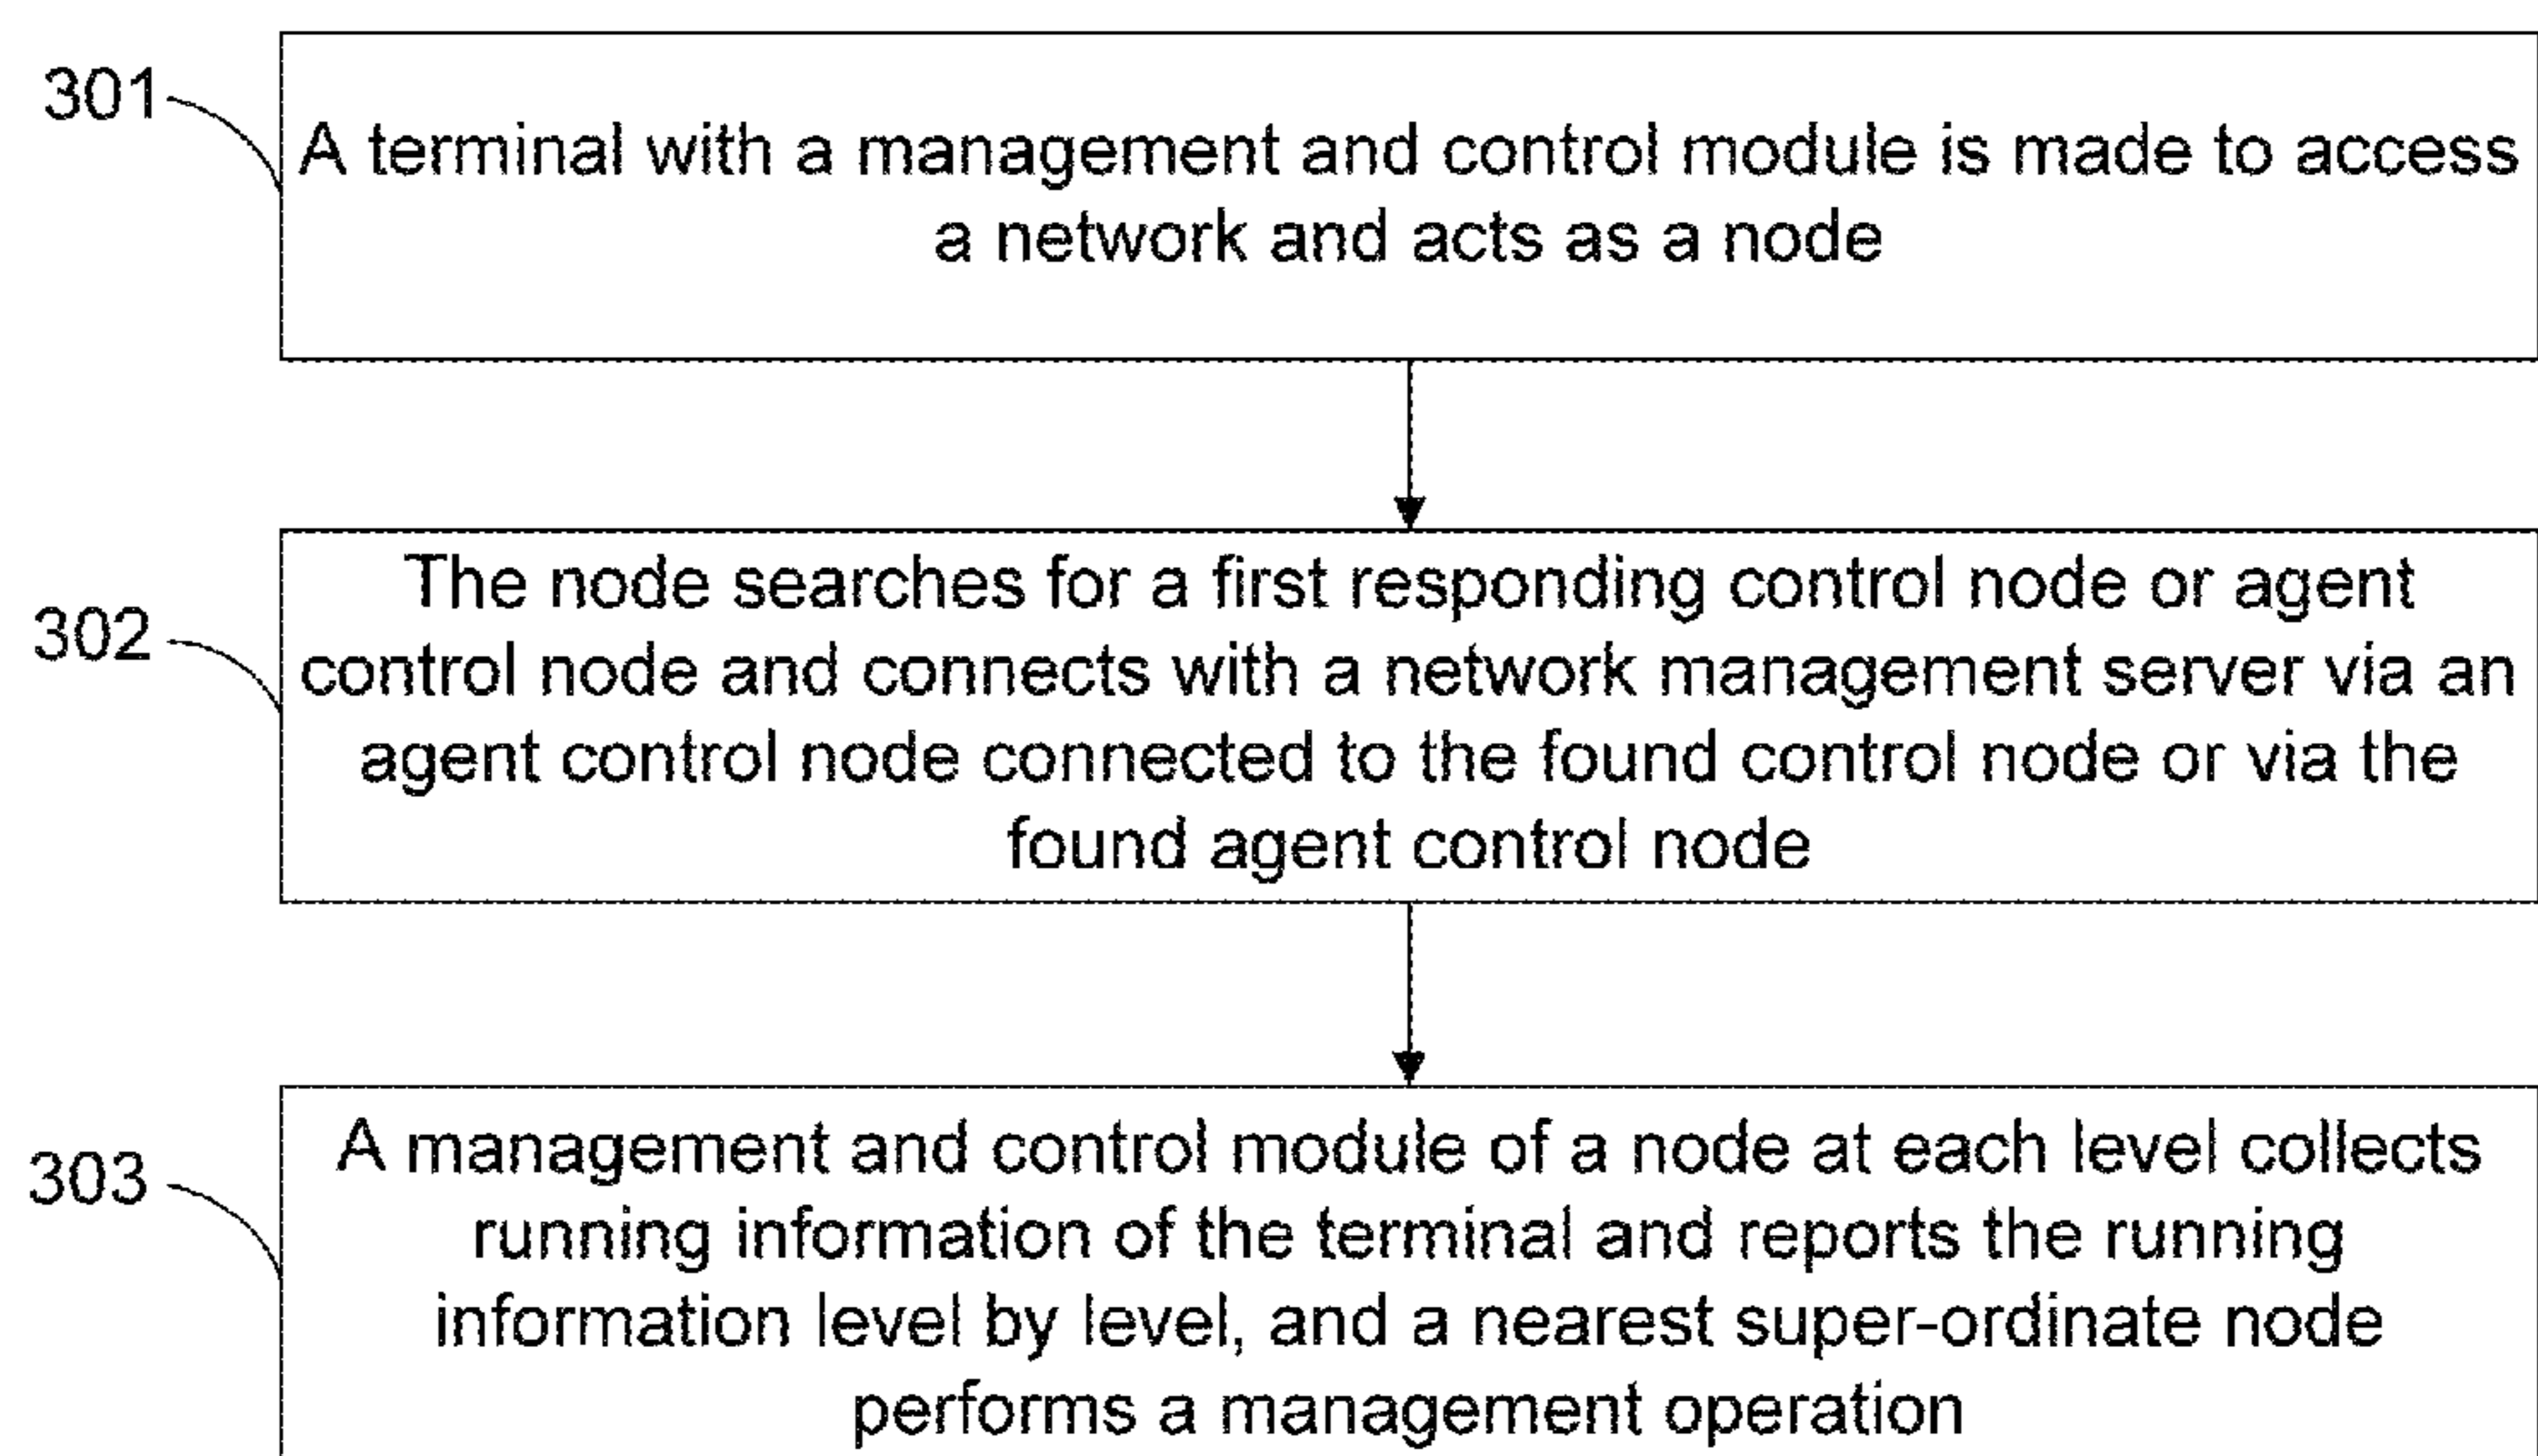 301
A terminal with a management and control module is made to access
a network and acts as a node
302
The node searches for a first responding control node or agent
control node and connects with a network management server via an
agent control node connected to the found control node or via the
found agent control node
303
A management and control module of a node at each level collects
running information of the terminal and reports the running
information level by level, and a nearest super-ordinate node
performs a management operation